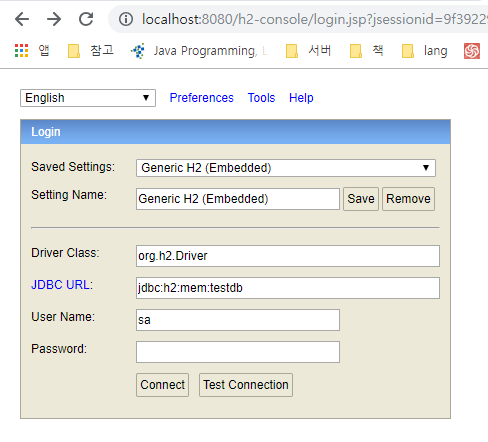 localhost:8080/h2-console/login.jsp?jsessionid=9f3922
앱 참고 Java Programming, L 서버 책 lang
English Preferences Tools Help
Login
Saved Settings: Generic H2 (Embedded)
Setting Name: Generic H2 (Embedded) Save Remove
Driver Class: org.h2.Driver
JDBC URL: jdbc:h2:mem:testdb
User Name: sa
Password:
Connect Test Connection